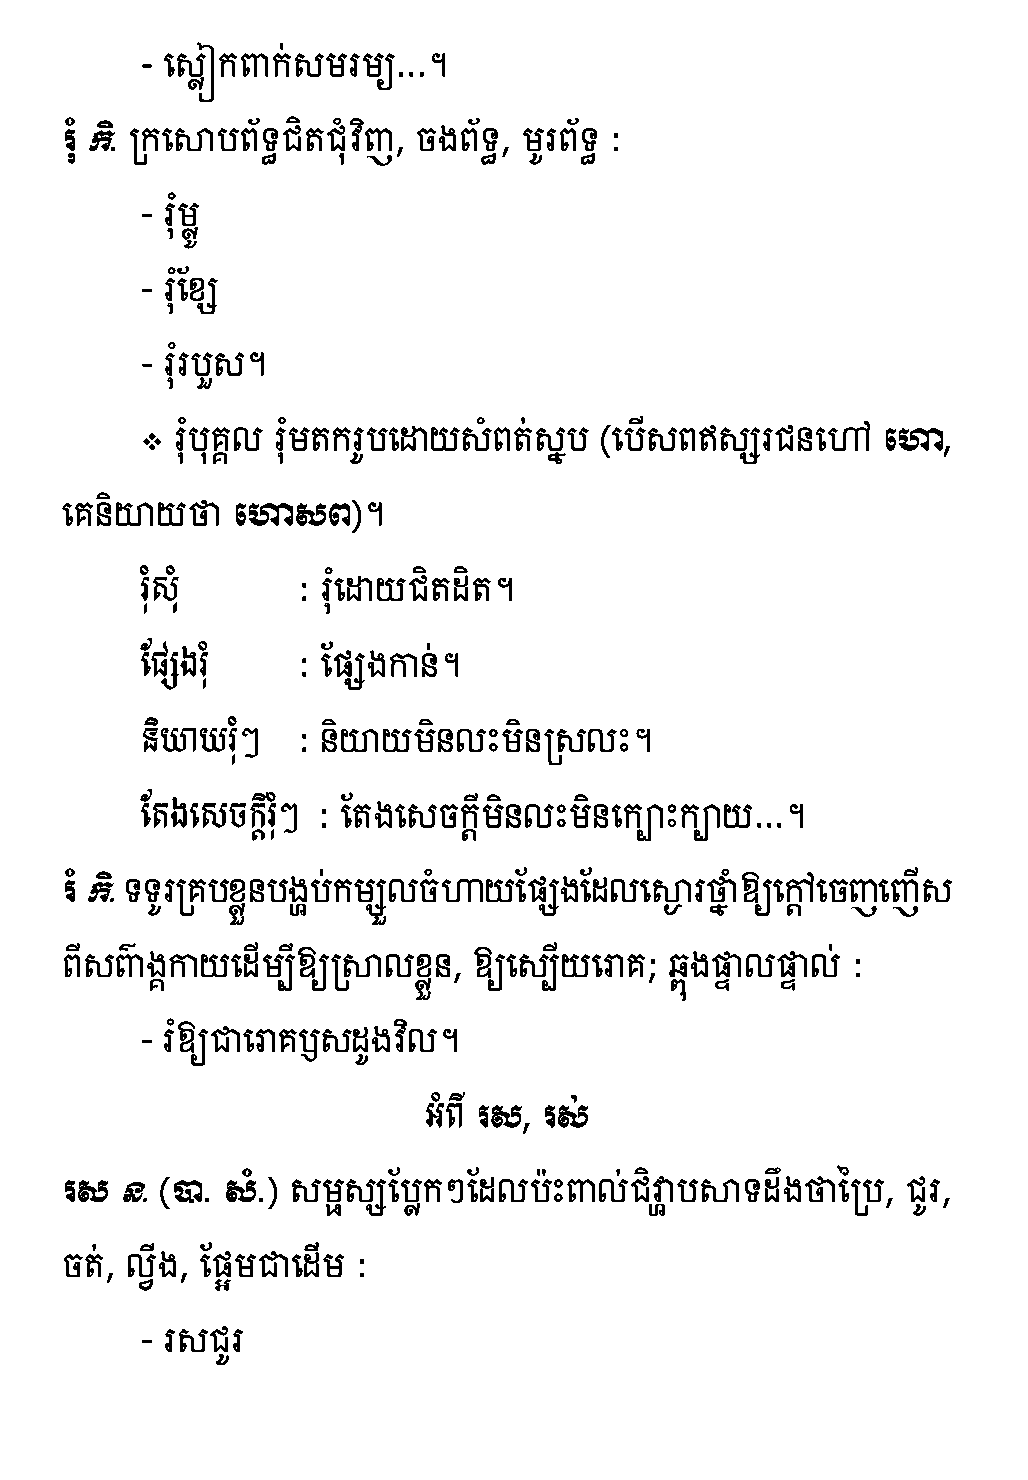 - ស្លៀកពាក់សមរម្យ...។
រុំ កិ. ក្រសោបព័ទ្ធជិតជុំវិញ, ចងព័ទ្ធ, មូរព័ទ្ធ :
- រុំម្លូ
- រុំខ្សែ
- រុំរបួស។
❖ រុំបុគ្គល រុំមតករូបដោយសំពត់ស្នប (បើសពឥស្សរជនហៅ ហោ,
គេនិយាយថា ហោសព)។
រុំសុំ : រុំដោយជិតដិត។
ផ្សែងរុំ : ផ្សែងកាន់។
និយាយរុំៗ : និយាយមិនលះមិនស្រលះ។
តែងសេចក្ដីរុំៗ : តែងសេចក្ដីមិនលះមិនក្បោះក្បាយ...។
រំ កិ. ទទូរគ្របខ្លួនបង្ហប់កម្សួលចំហាយផ្សែងដែលស្ងោរថ្នាំឱ្យក្ដៅចេញញើស
ពីសព៌ាង្គកាយដើម្បីឱ្យស្រាលខ្លួន, ឱ្យស្បើយរោគ; ឆ្ពុងផ្ទាលផ្ទាល់ :
- រំឱ្យជារោគឫសដូងវិល។
អំពី រស, រស់
រស ន. (បា. សំ.) សម្ផស្សប្លែកៗដែលប៉ះពាល់ជិវ្ហាបសាទដឹងថាប្រៃ, ជូរ,
ចត់, ល្វីង, ផ្អែមជាដើម :
- រសជូរ